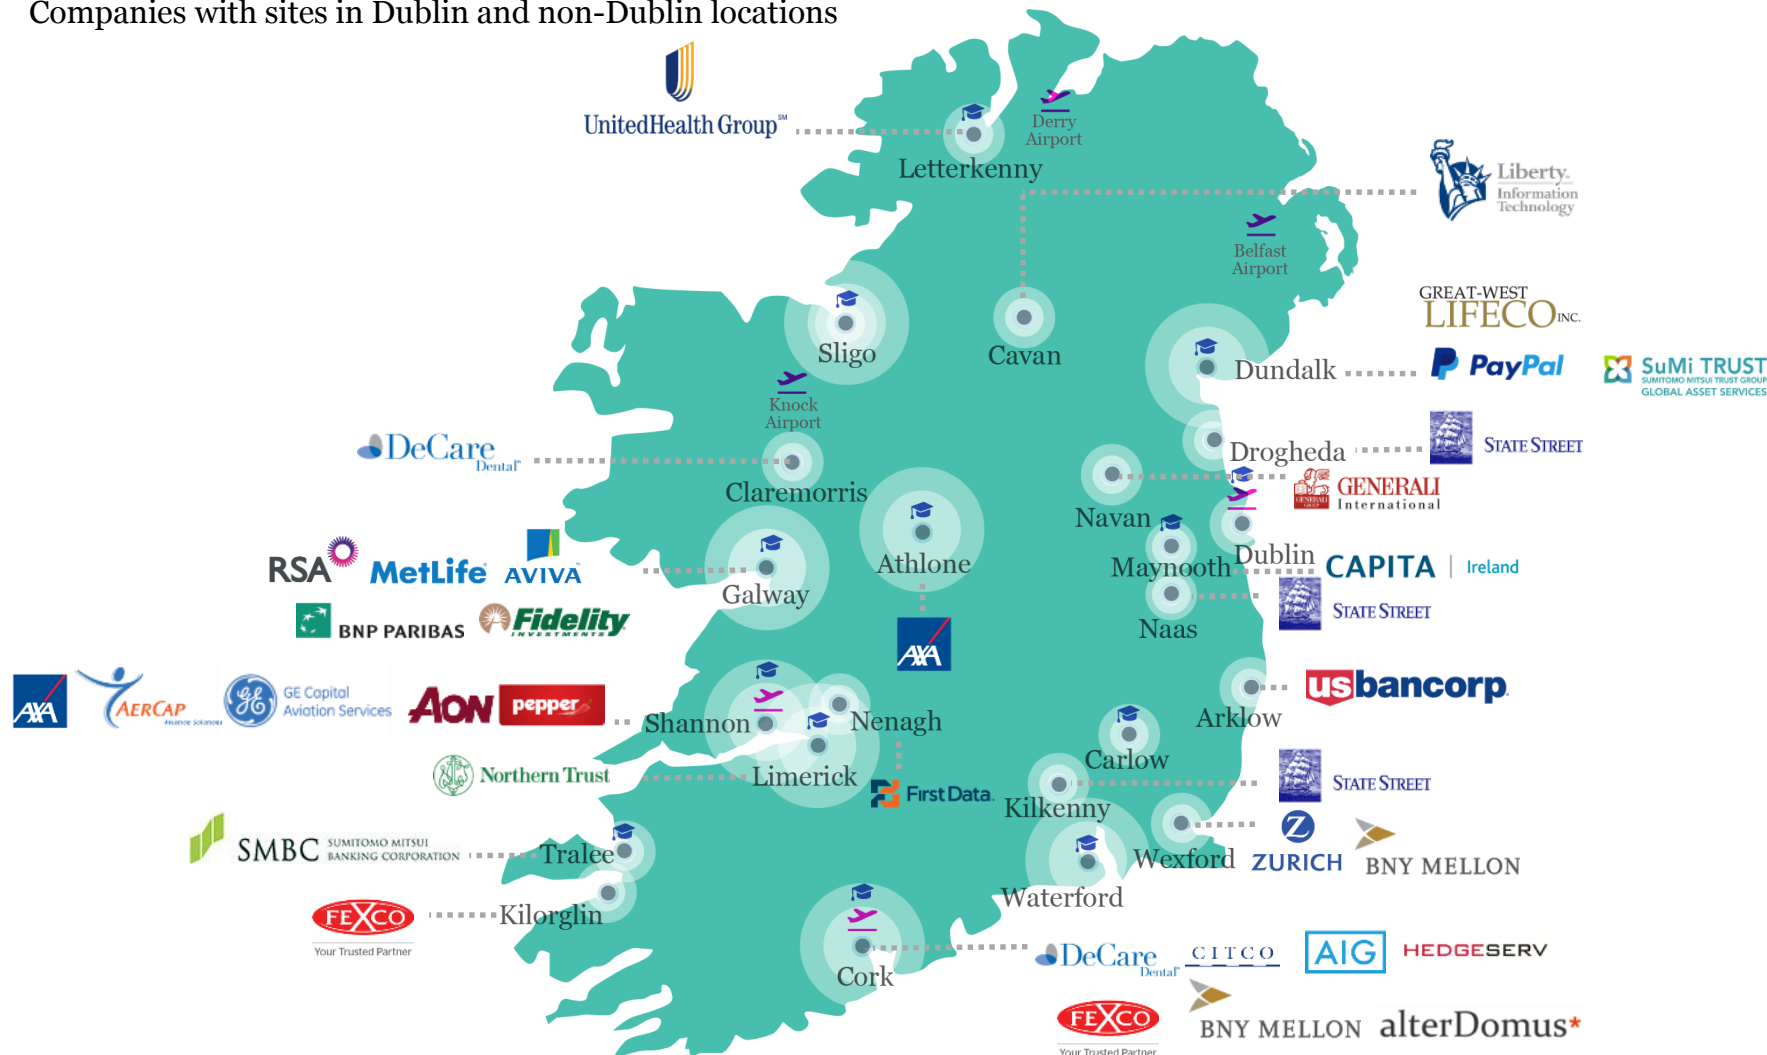 Companies with sites in Dublin and non-Dublin locations
UnitedHealth Group℠
Derry
Airport
Letterkenny
Liberty
Information
Technology
Belfast
Airport
GREAT-WEST
LIFECO INC.
Sligo
Cavan
Dundalk
PayPal
SuMi TRUST
SUMITOMO MITSUI TRUST GROUP
GLOBAL ASSET SERVICES
Knock
Airport
DeCare
Dental
Drogheda
STATE STREET
Claremorris
GENERALI
GROUP
GENERALI
International
Navan
RSA
MetLife
AVIVA
Athlone
Maynooth
Dublin
CAPITA | Ireland
Galway
BNP PARIBAS
Fidelity
INVESTMENTS
STATE STREET
Naas
AXA
AXA
AERCAP
Aviation Solutions
GE
GE Capital
Aviation Services
AON
pepper
usbancorp
Shannon
Nenagh
Arklow
Carlow
Northern Trust
Limerick
First Data
Kilkenny
STATE STREET
SMBC
SUMITOMO MITSUI
BANKING CORPORATION
Tralee
Wexford
Z
ZURICH
BNY MELLON
Waterford
FEXCO
Your Trusted Partner
Kilorglin
Cork
DeCare
Dental
CITCO
AIG
HEDGESERV
FEXCO
Your Trusted Partner
BNY MELLON
alterDomus*